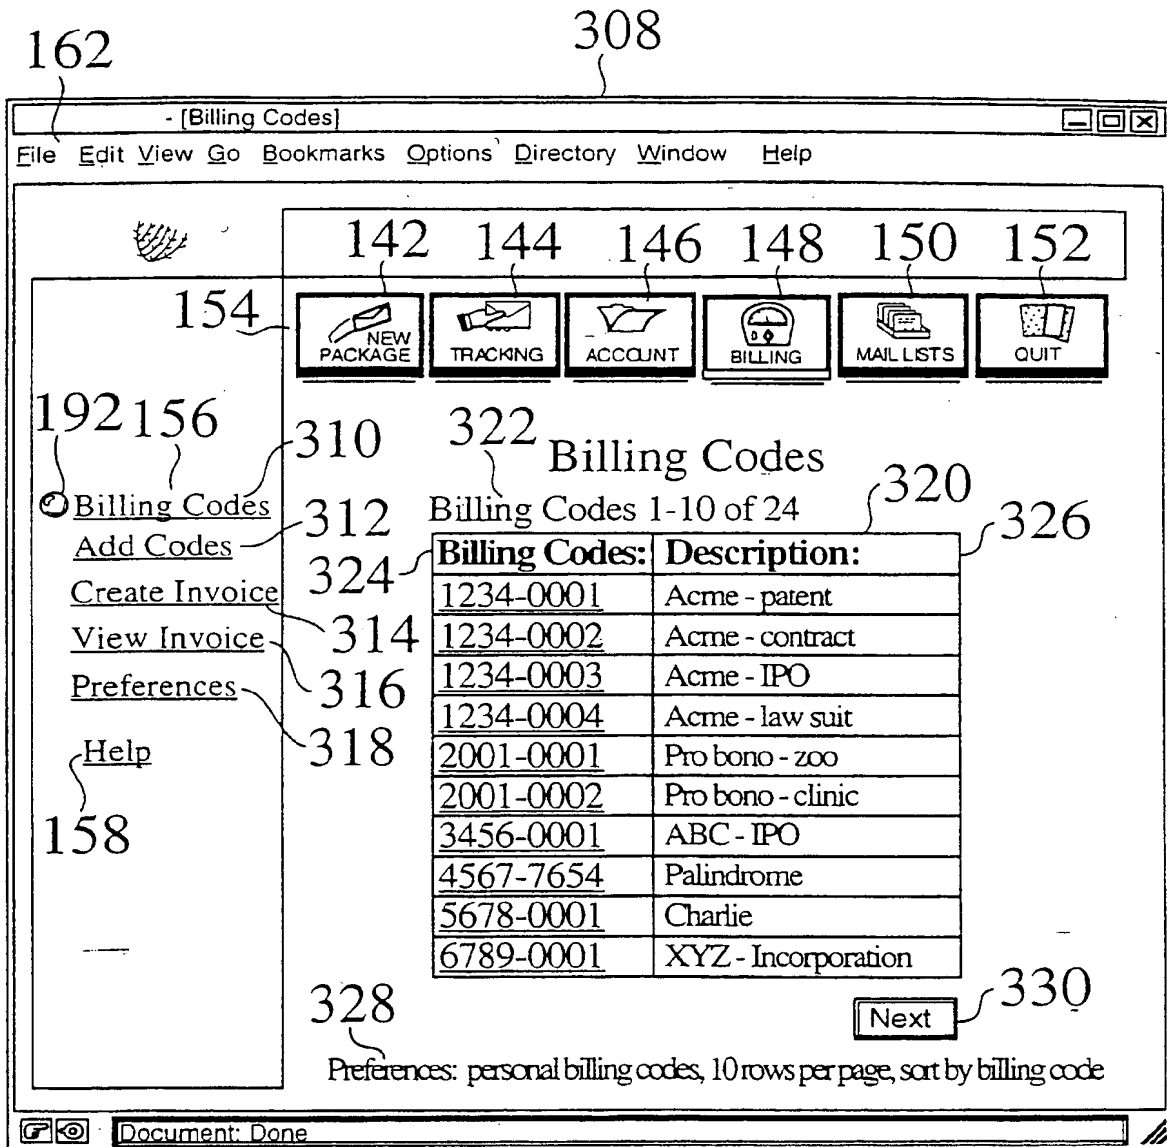 308
162
- [Billing Codes]
File Edit View Go Bookmarks Options Directory Window Help
142 144 146 148 150 152
154
NEW PACKAGE TRACKING ACCOUNT BILLING MAIL LISTS QUIT
192 156 310 322
Billing Codes
Billing Codes
Billing Codes 1-10 of 24
320
326
Add Codes
312
324
Billing Codes: Description:
Create Invoice
314
1234-0001 Acme - patent
View Invoice
316
1234-0002 Acme - contract
Preferences
318
1234-0003 Acme - IPO
1234-0004 Acme - law suit
Help
158
2001-0001 Pro bono - zoo
2001-0002 Pro bono - clinic
3456-0001 ABC - IPO
4567-7654 Palindrome
5678-0001 Charlie
6789-0001 XYZ - Incorporation
328
Next
330
Preferences: personal billing codes, 10 rows per page, sort by billing code
Document: Done